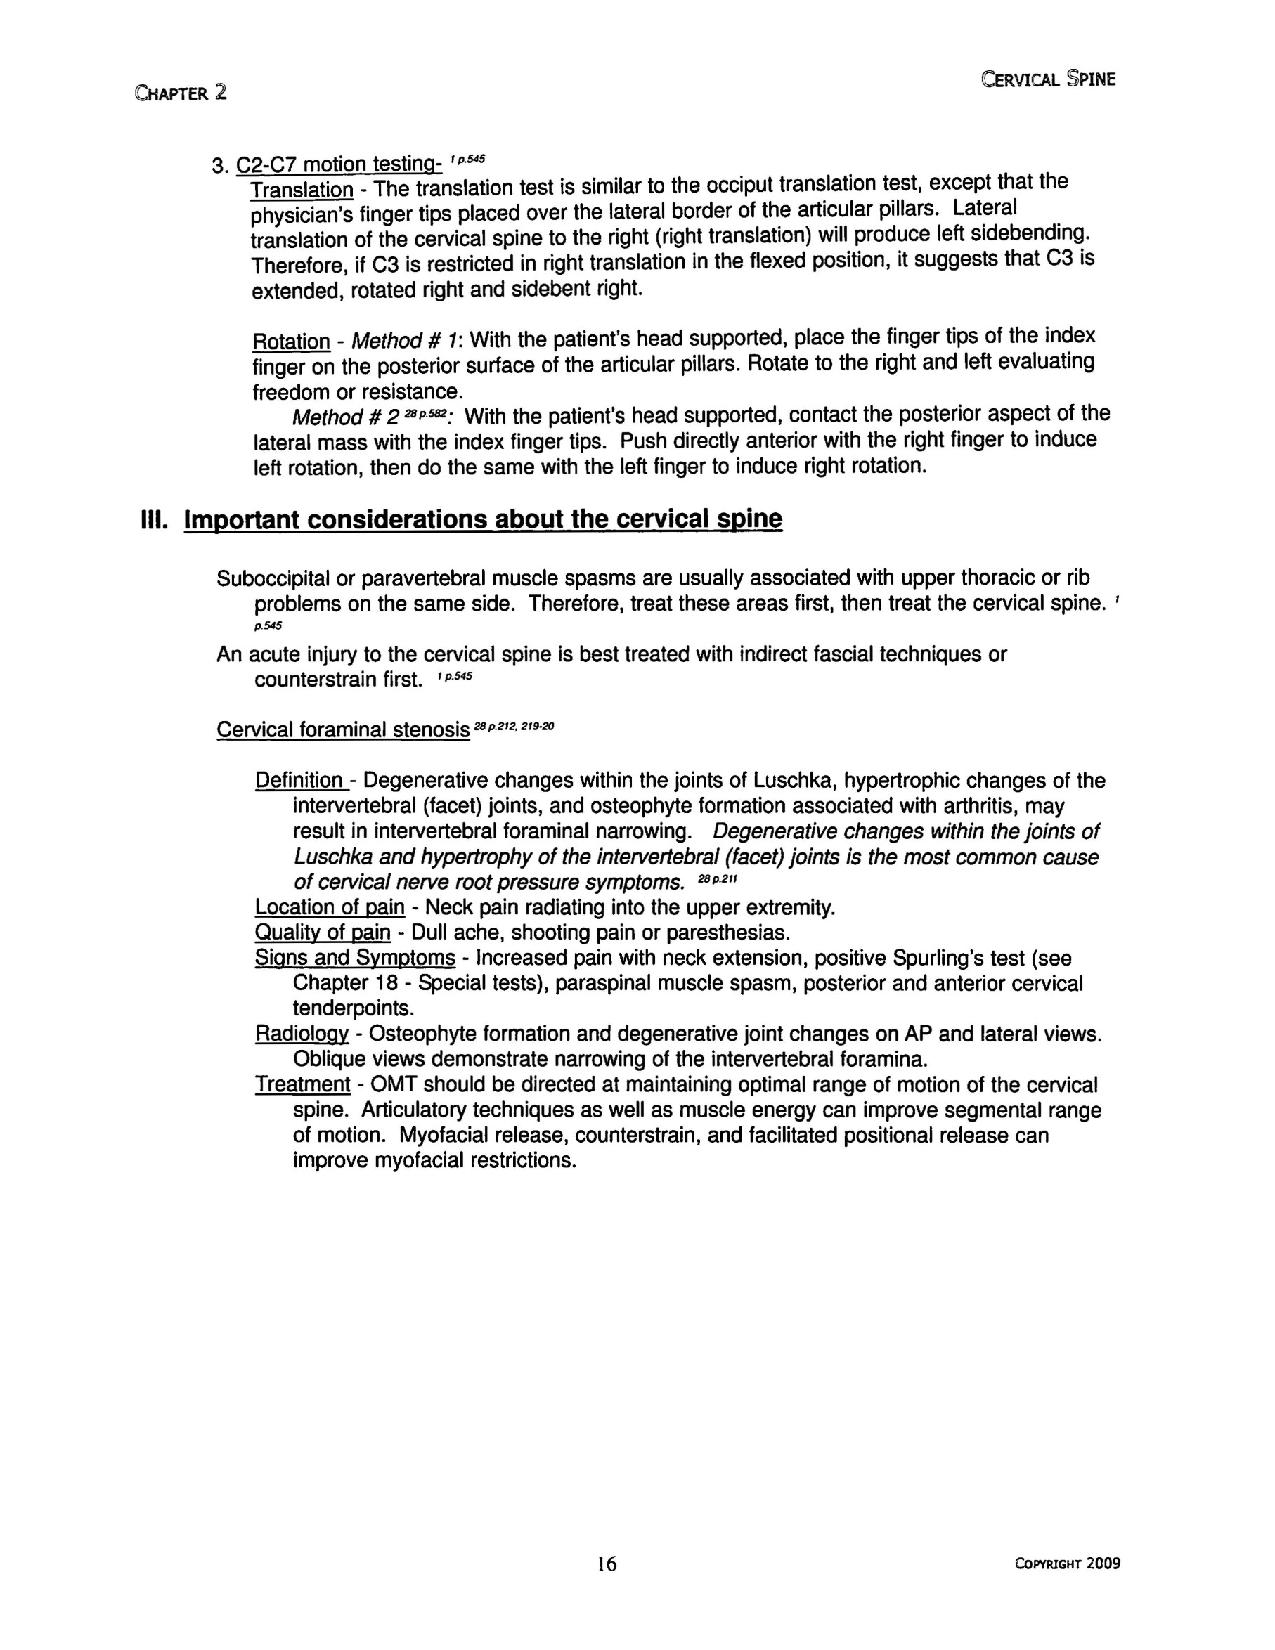 CHAPTER 2
CERVICAL SPINE
3. C2-C7 motion testing- 1 p.545
Translation - The translation test is similar to the occiput translation test, except that the
physician's finger tips placed over the lateral border of the articular pillars. Lateral
translation of the cervical spine to the right (right translation) will produce left sidebending.
Therefore, if C3 is restricted in right translation in the flexed position, it suggests that C3 is
extended, rotated right and sidebent right.
Rotation - Method # 1: With the patient's head supported, place the finger tips of the index
finger on the posterior surface of the articular pillars. Rotate to the right and left evaluating
freedom or resistance.
Method # 2 28 p.582: With the patient's head supported, contact the posterior aspect of the
lateral mass with the index finger tips. Push directly anterior with the right finger to induce
left rotation, then do the same with the left finger to induce right rotation.
III. Important considerations about the cervical spine
Suboccipital or paravertebral muscle spasms are usually associated with upper thoracic or rib
problems on the same side. Therefore, treat these areas first, then treat the cervical spine. 1
p.545
An acute injury to the cervical spine is best treated with indirect fascial techniques or
counterstrain first. 1 p.545
Cervical foraminal stenosis 28 p.212, 219-20
Definition - Degenerative changes within the joints of Luschka, hypertrophic changes of the
intervertebral (facet) joints, and osteophyte formation associated with arthritis, may
result in intervertebral foraminal narrowing. Degenerative changes within the joints of
Luschka and hypertrophy of the intervertebral (facet) joints is the most common cause
of cervical nerve root pressure symptoms. 28 p.211
Location of pain - Neck pain radiating into the upper extremity.
Quality of pain - Dull ache, shooting pain or paresthesias.
Signs and Symptoms - Increased pain with neck extension, positive Spurling's test (see
Chapter 18 - Special tests), paraspinal muscle spasm, posterior and anterior cervical
tenderpoints.
Radiology - Osteophyte formation and degenerative joint changes on AP and lateral views.
Oblique views demonstrate narrowing of the intervertebral foramina.
Treatment - OMT should be directed at maintaining optimal range of motion of the cervical
spine. Articulatory techniques as well as muscle energy can improve segmental range
of motion. Myofacial release, counterstrain, and facilitated positional release can
improve myofacial restrictions.
16
COPYRIGHT 2009